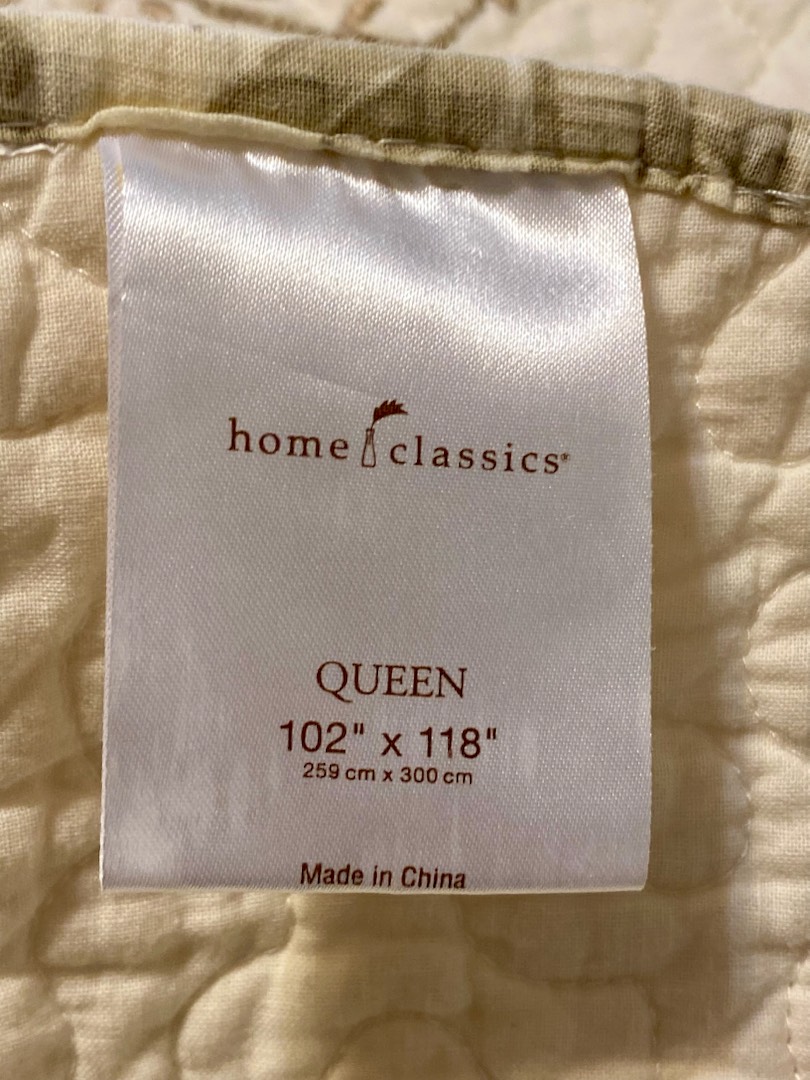 home classics®
QUEEN
102" x 118"
259 cm x 300 cm
Made in China